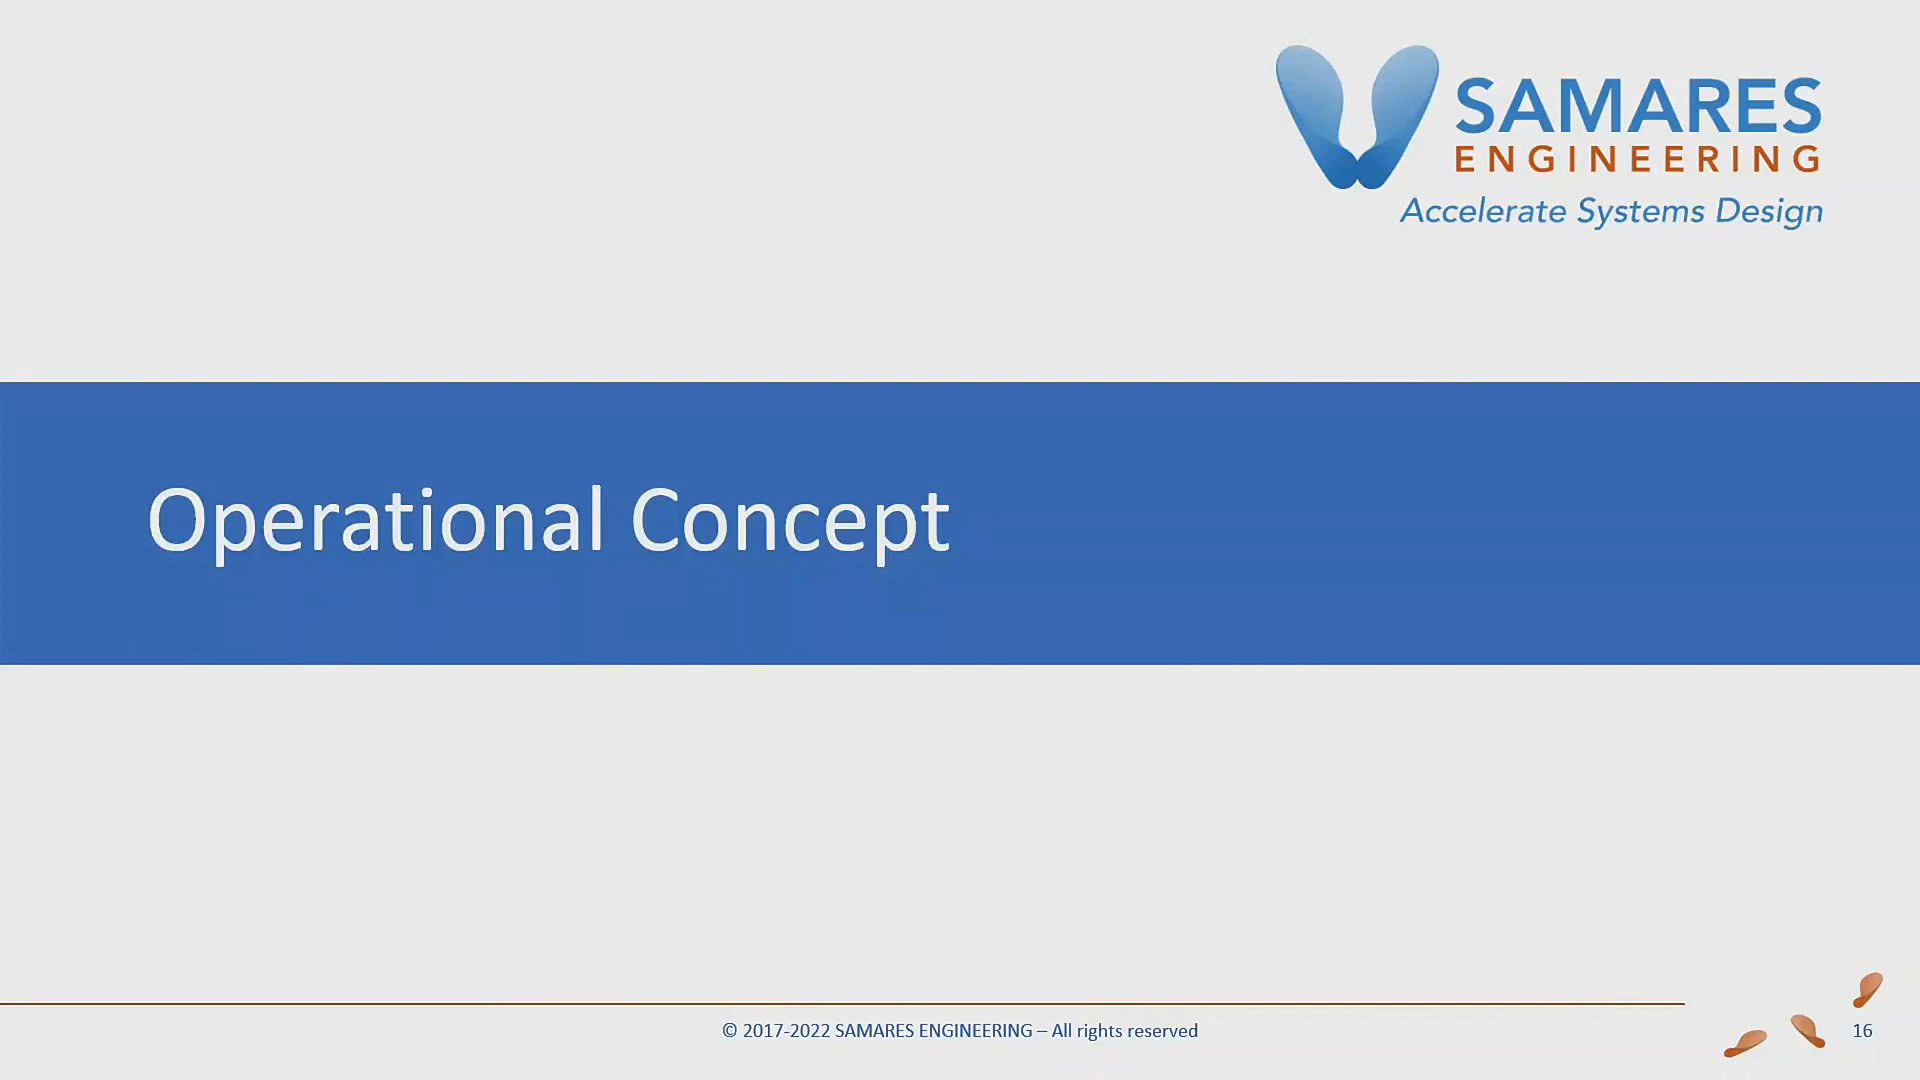 SAMARES
ENGINEERING
Accelerate Systems Design
Operational Concept
© 2017-2022 SAMARES ENGINEERING – All rights reserved
16